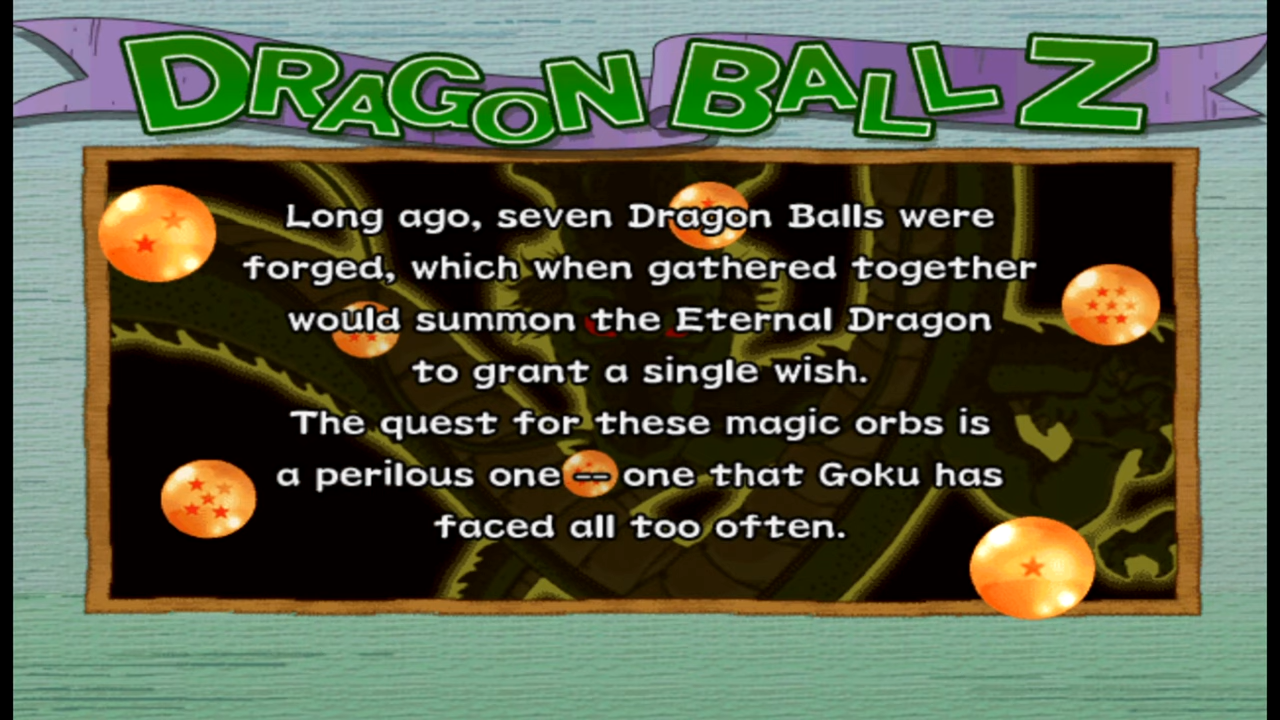 DRAGON BALL Z
Long ago, seven Dragon Balls were
forged, which when gathered together
would summon the Eternal Dragon
to grant a single wish.
The quest for these magic orbs is
a perilous one -- one that Goku has
faced all too often.